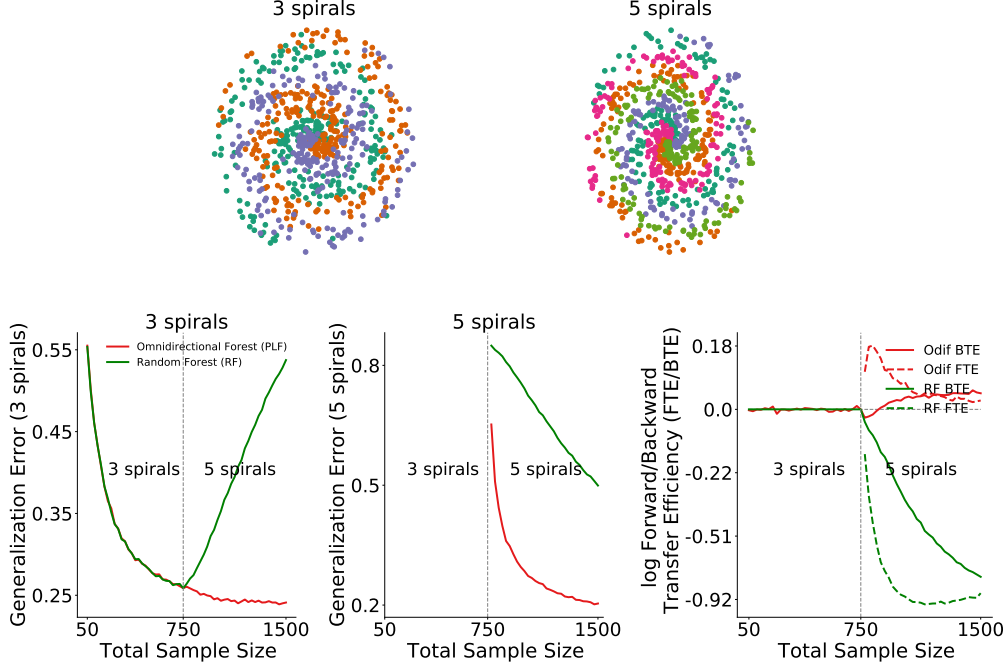 3 spirals
5 spirals
3 spirals
Generalization Error (3 spirals)
0.55
0.45
0.35
0.25
Omnidirectional Forest (PLF)
Random Forest (RF)
3 spirals
5 spirals
50
750
1500
Total Sample Size
5 spirals
Generalization Error (5 spirals)
0.8
0.5
0.2
3 spirals
5 spirals
50
750
1500
Total Sample Size
log Forward/Backward
Transfer Efficiency (FTE/BTE)
0.18
0.0
-0.22
-0.51
-0.92
Odif BTE
Odif FTE
RF BTE
RF FTE
3 spirals
5 spirals
50
750
1500
Total Sample Size